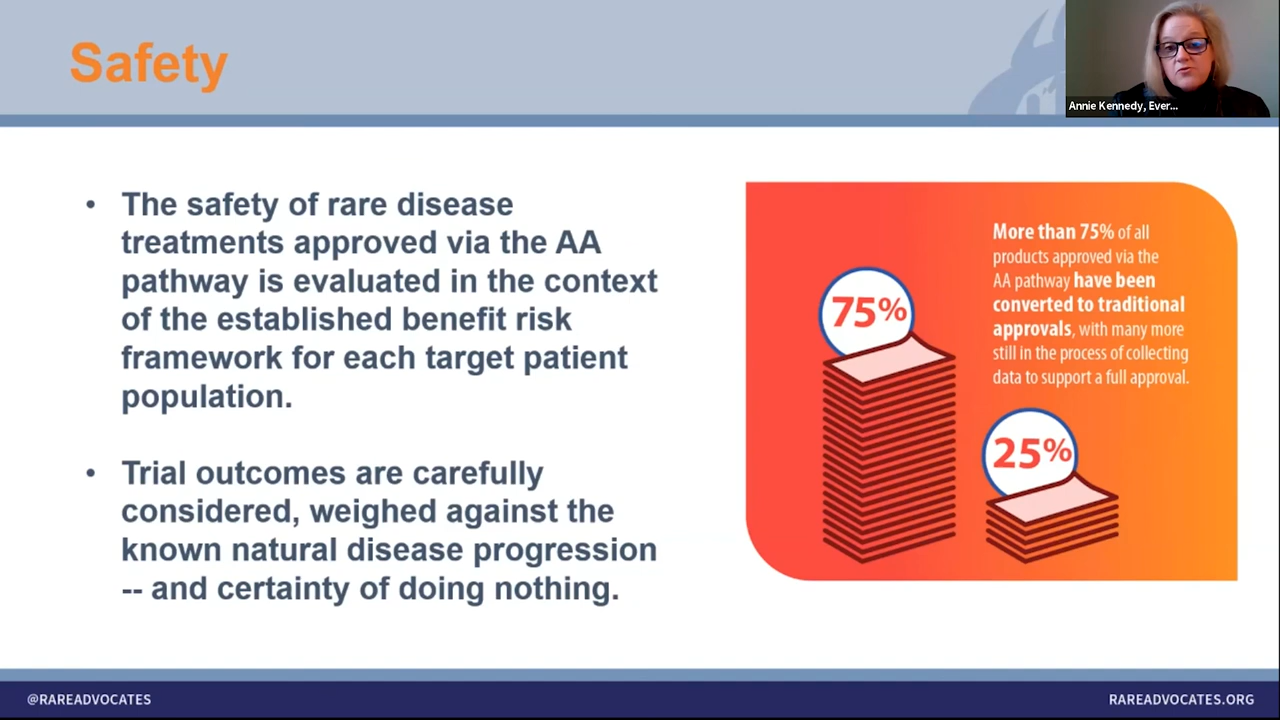 Safety
Annie Kennedy, Ever...
• The safety of rare disease
treatments approved via the AA
pathway is evaluated in the context
of the established benefit risk
framework for each target patient
population.
• Trial outcomes are carefully
considered, weighed against the
known natural disease progression
-- and certainty of doing nothing.
More than 75% of all
products approved via the
AA pathway have been
converted to traditional
approvals, with many more
still in the process of collecting
data to support a full approval.
75%
25%
@RAREADVOCATES
RAREADVOCATES.ORG